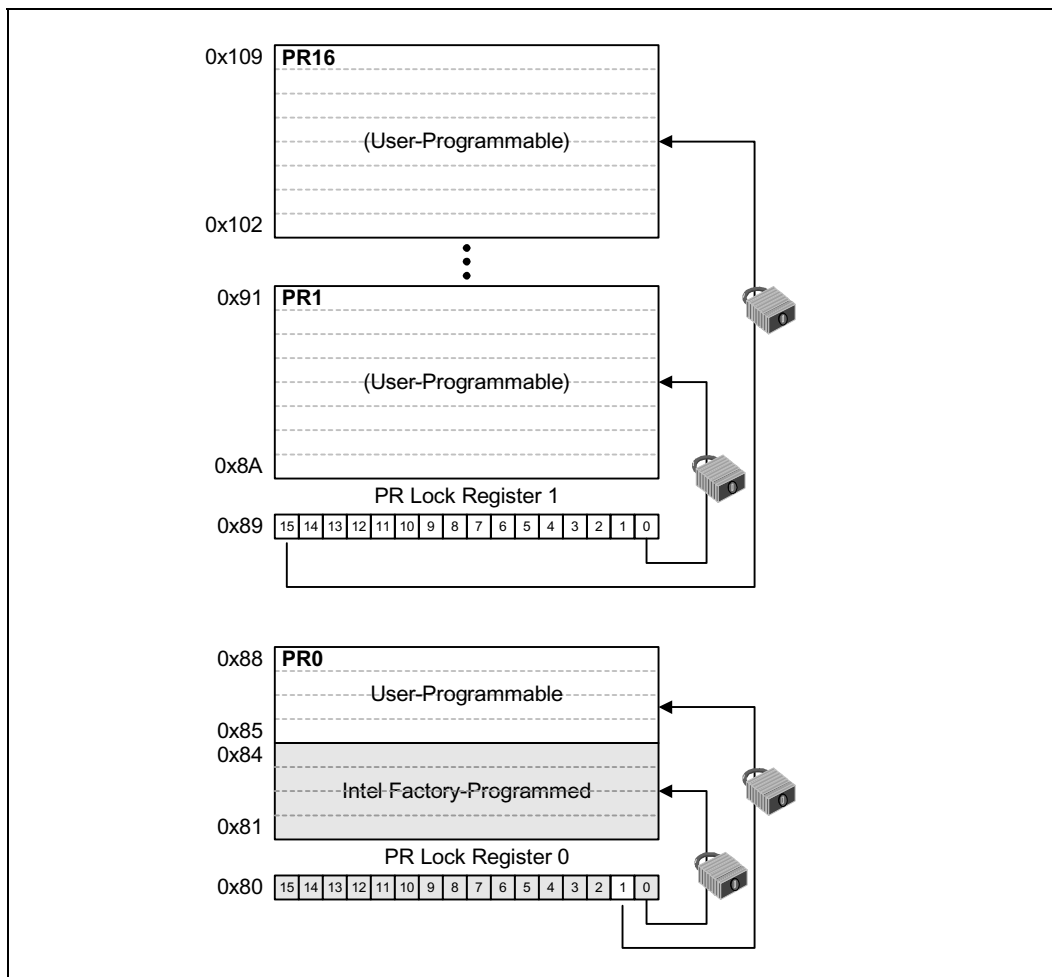 0x109 PR16
(User-Programmable)
0x102
0x91 PR1
(User-Programmable)
0x8A
PR Lock Register 1
0x89 15 14 13 12 11 10 9 8 7 6 5 4 3 2 1 0
0x88 PR0
User-Programmable
0x85
0x84
Intel Factory-Programmed
0x81
PR Lock Register 0
0x80 15 14 13 12 11 10 9 8 7 6 5 4 3 2 1 0